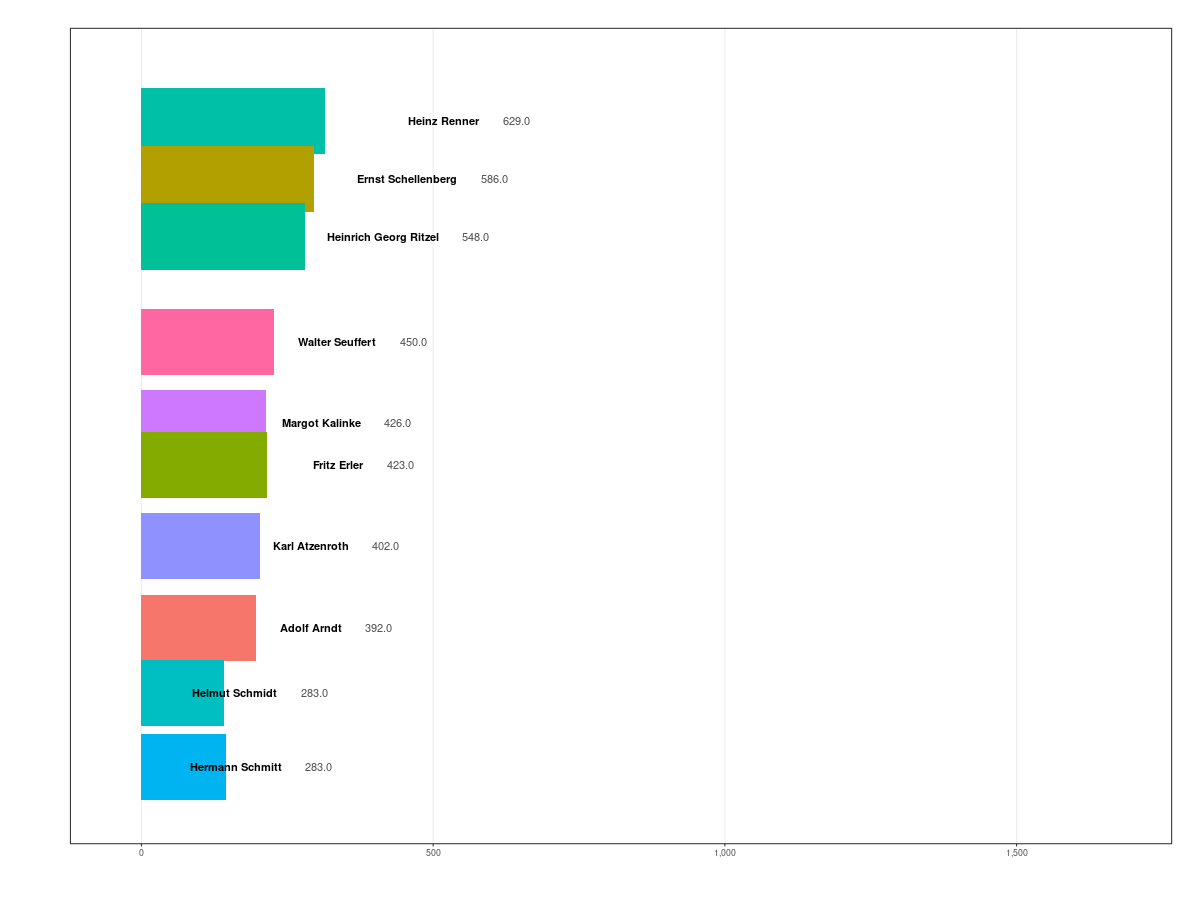 Heinz Renner 629.0
Ernst Schellenberg 586.0
Heinrich Georg Ritzel 548.0
Walter Seuffert 450.0
Margot Kalinke 426.0
Fritz Erler 423.0
Karl Atzenroth 402.0
Adolf Arndt 392.0
Helmut Schmidt 283.0
Hermann Schmitt 283.0
0 500 1,000 1,500